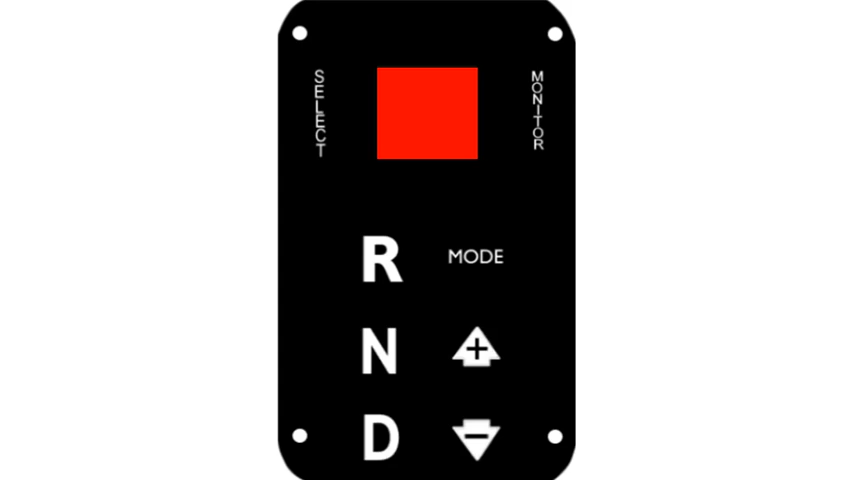 SELECT
MONITOR
R MODE
N +
D -